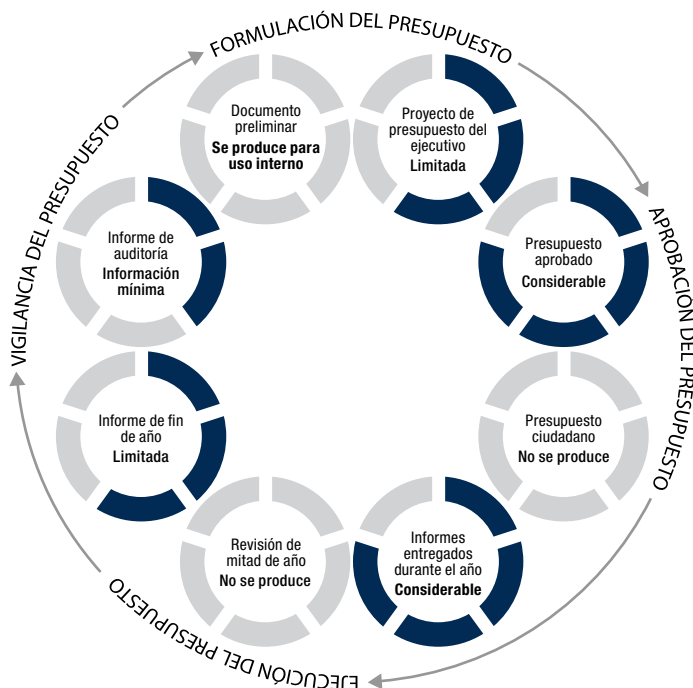 FORMULACIÓN DEL PRESUPUESTO
Documento
preliminar
Se produce para
uso interno
Proyecto de
presupuesto del
ejecutivo
Limitada
APROBACIÓN DEL PRESUPUESTO
Presupuesto
aprobado
Considerable
Presupuesto
ciudadano
No se produce
EJECUCIÓN DEL PRESUPUESTO
Informes
entregados
durante el año
Considerable
Revisión de
mitad de año
No se produce
VIGILANCIA DEL PRESUPUESTO
Informe de fin
de año
Limitada
Informe de
auditoría
Información
mínima